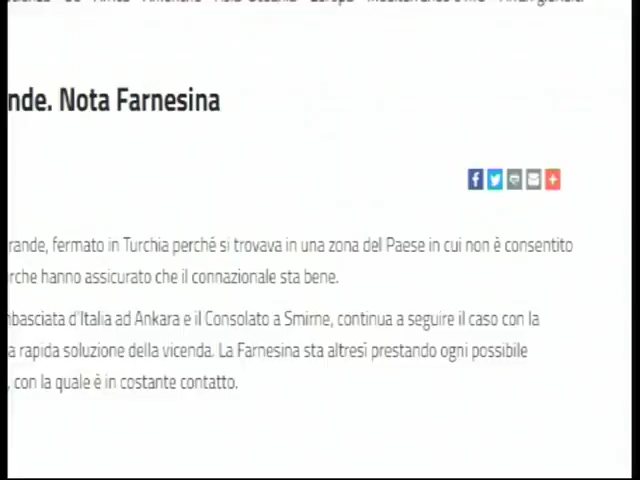 nde. Nota Farnesina
rande, fermato in Turchia perché si trovava in una zona del Paese in cui non è consentito
rche hanno assicurato che il connazionale sta bene.
basciata d'Italia ad Ankara e il Consolato a Smirne, continua a seguire il caso con la
a rapida soluzione della vicenda. La Farnesina sta altresì prestando ogni possibile
, con la quale è in costante contatto.